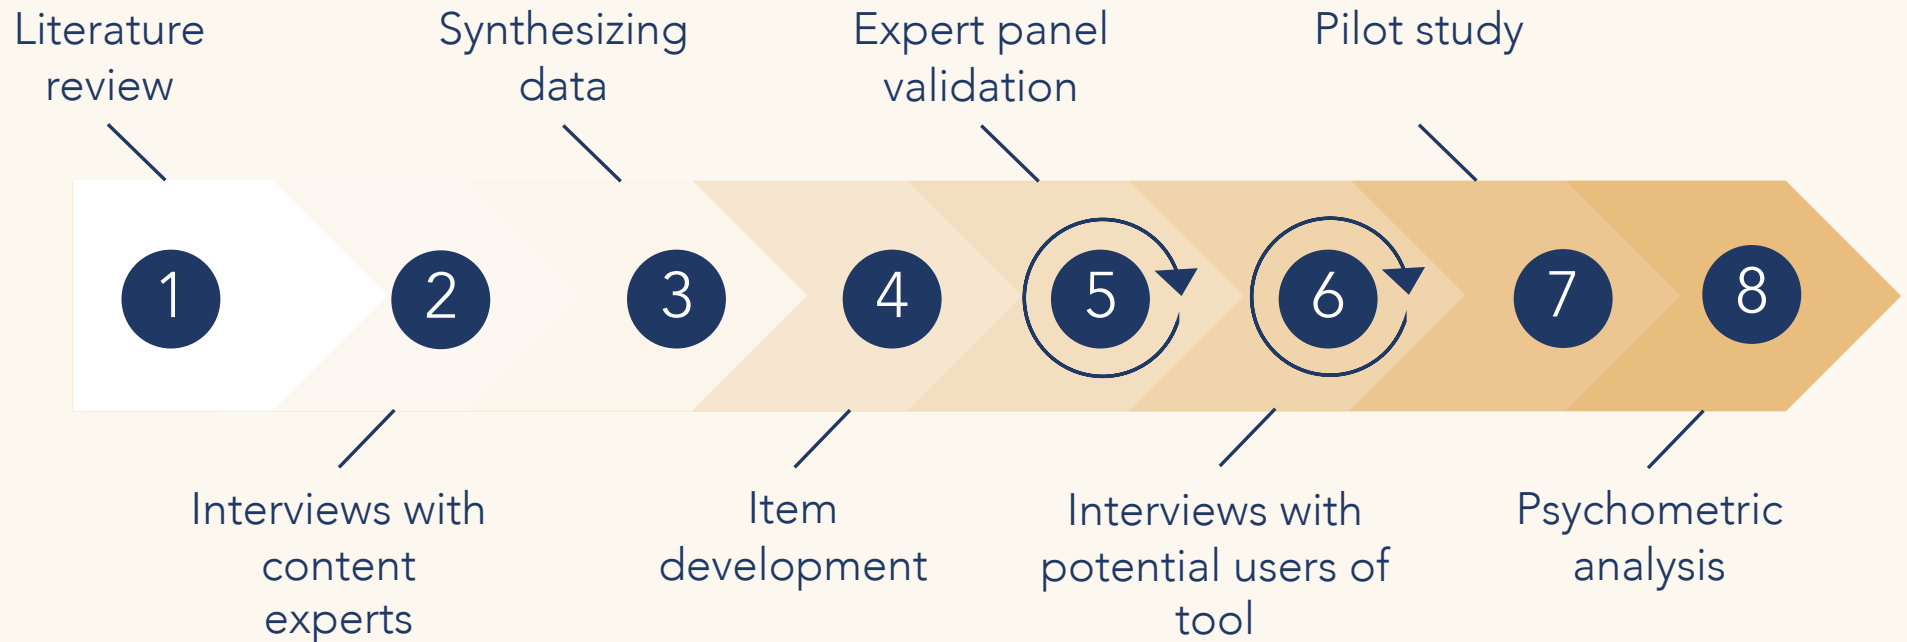 Literature
review
Synthesizing
data
Expert panel
validation
Pilot study
1
2
3
4
5
6
7
8
Interviews with
content
experts
Item
development
Interviews with
potential users of
tool
Psychometric
analysis